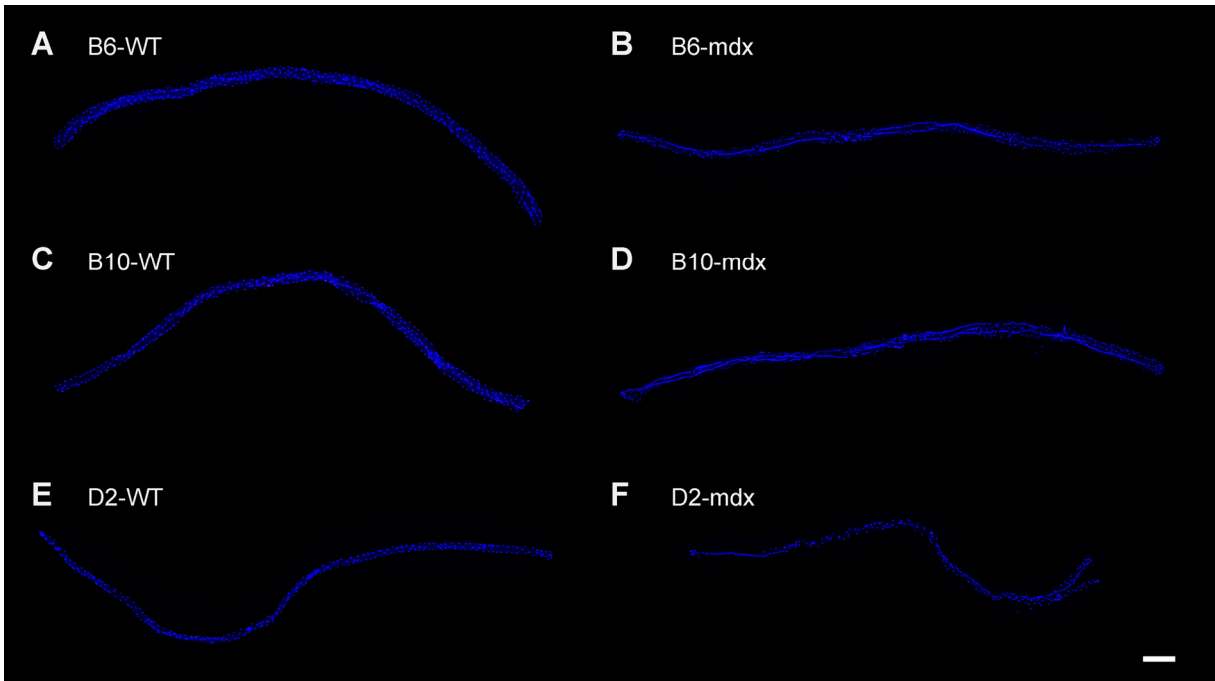 A B6-WT
B B6-mdx
C B10-WT
D B10-mdx
E D2-WT
F D2-mdx